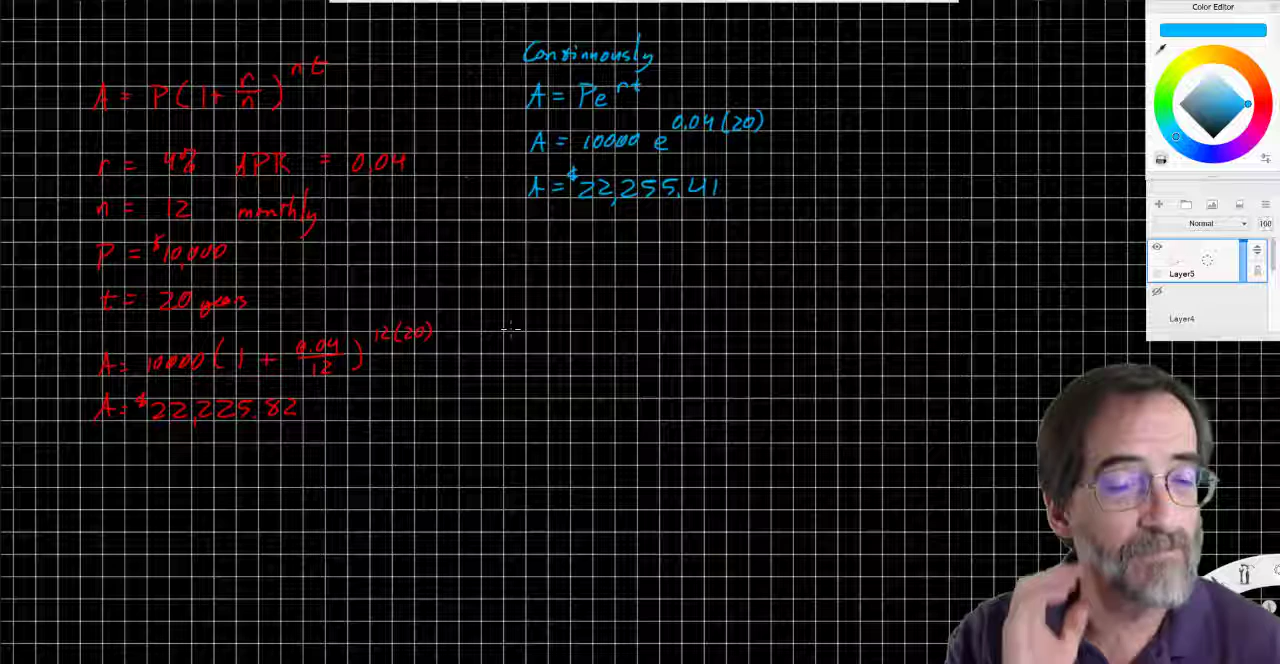 A = P(1 + r/n)^nt
r = 4% APR = 0.04
n = 12 monthly
P = $10,000
t = 20 years
A = 10000(1 + 0.04/12)^12(20)
A = $22,225.82
Continuously
A = Pe^rt
A = 10000 e^0.04(20)
A = $22,255.41
Color Editor
Normal
100
Layer5
Layer4